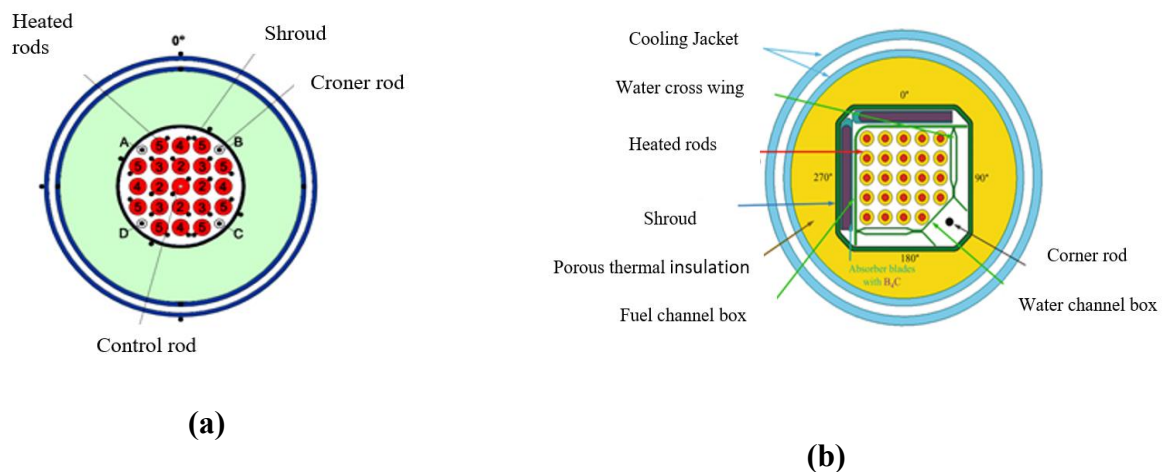 Heated
rods
0°
Shroud
Croner rod
A
B
5 4 5
5 3 2 3 5
4 2 2 4
5 3 2 3 5
5 4 5
D
C
Control rod
(a)
Cooling Jacket
Water cross wing
Heated rods
Shroud
Porous thermal insulation
Fuel channel box
0°
270°
90°
180°
Absorber blades
with B₄C
Corner rod
Water channel box
(b)